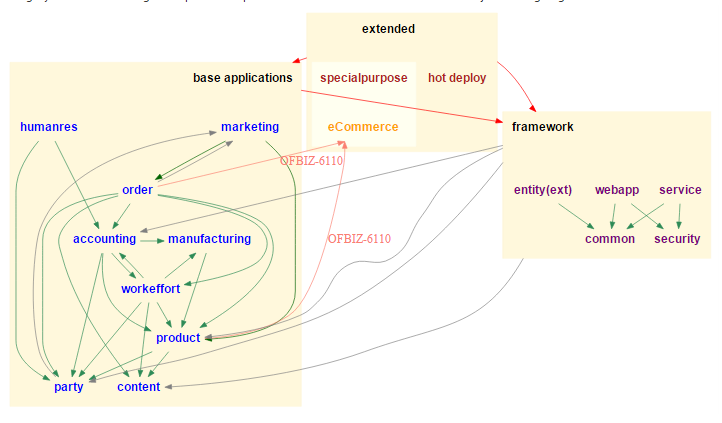 extended
base applications
specialpurpose
hot deploy
humanres
marketing
eCommerce
framework
OFBIZ-6110
order
entity(ext)
webapp
service
accounting
manufacturing
OFBIZ-6110
common
security
workeffort
product
party
content